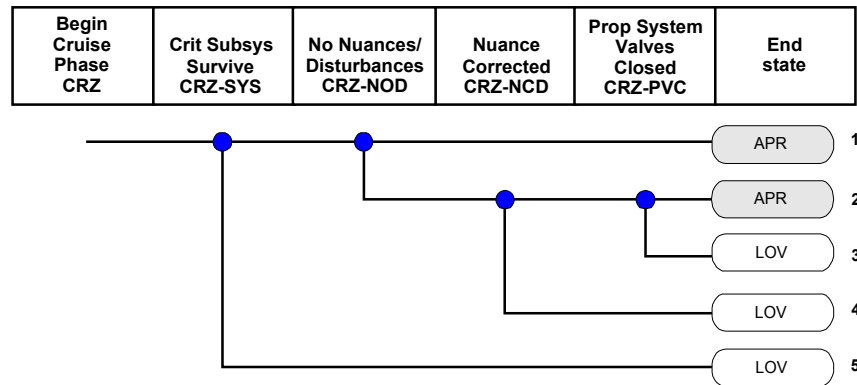 Begin
Cruise
Phase
CRZ
Crit Subsys
Survive
CRZ-SYS
No Nuances/
Disturbances
CRZ-NOD
Nuance
Corrected
CRZ-NCD
Prop System
Valves
Closed
CRZ-PVC
End
state
APR 1
APR 2
LOV 3
LOV 4
LOV 5